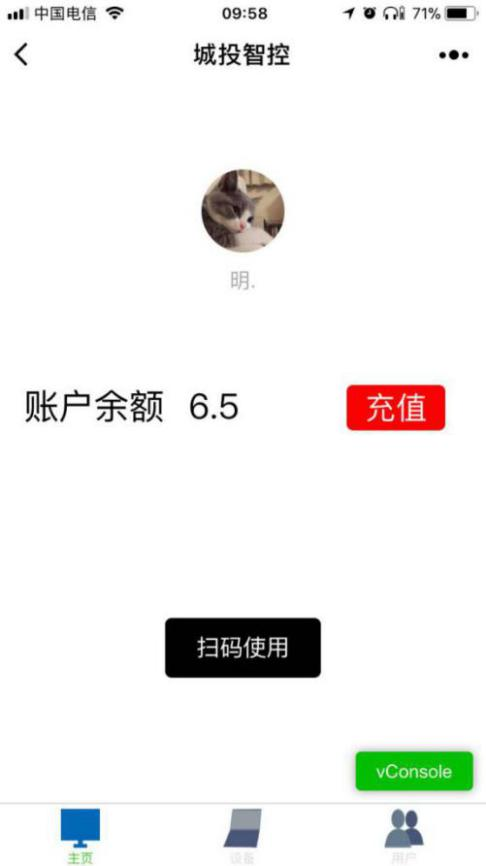 中国电信 09:58 71%
城投智控
明.
账户余额 6.5 充值
扫码使用
vConsole
主页 设备 用户